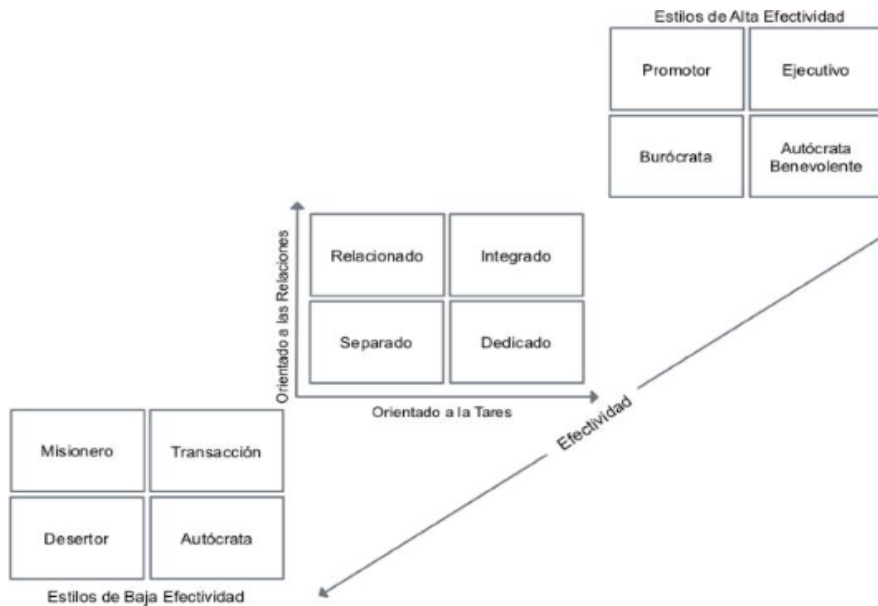 Estilos de Alta Efectividad
Promotor
Ejecutivo
Burócrata
Autócrata
Benevolente
Orientado a las Relaciones
Relacionado
Integrado
Separado
Dedicado
Orientado a la Tares
Efectividad
Misionero
Transacción
Desertor
Autócrata
Estilos de Baja Efectividad